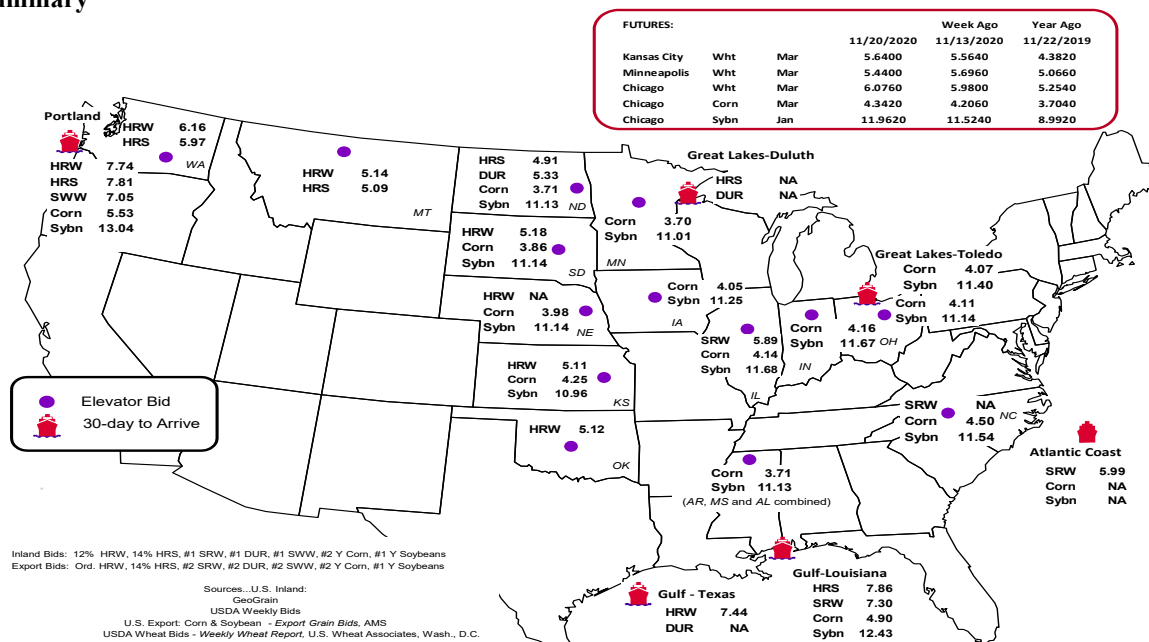 ummary
FUTURES: Week Ago Year Ago
11/20/2020 11/13/2020 11/22/2019
Kansas City Wht Mar 5.6400 5.5640 4.3820
Minneapolis Wht Mar 5.4400 5.6960 5.0660
Chicago Wht Mar 6.0760 5.9800 5.2540
Chicago Corn Mar 4.3420 4.2060 3.7040
Chicago Sybn Jan 11.9620 11.5240 8.9920
Portland
HRW 7.74
HRS 7.81
SWW 7.05
Corn 5.53
Sybn 13.04
HRW 6.16
HRS 5.97
WA
HRW 5.14
HRS 5.09
MT
HRS 4.91
DUR 5.33
Corn 3.71
Sybn 11.13
ND
HRW 5.18
Corn 3.86
Sybn 11.14
SD
HRW NA
Corn 3.98
Sybn 11.14
NE
HRW 5.11
Corn 4.25
Sybn 10.96
KS
HRW 5.12
OK
Corn 3.70
Sybn 11.01
MN
Great Lakes-Duluth
HRS NA
DUR NA
Corn 4.05
Sybn 11.25
IA
SRW 5.89
Corn 4.14
Sybn 11.68
IL
Corn 4.16
Sybn 11.67
IN
Great Lakes-Toledo
Corn 4.07
Sybn 11.40
Corn 4.11
Sybn 11.14
OH
SRW NA
Corn 4.50
Sybn 11.54
NC
Atlantic Coast
SRW 5.99
Corn NA
Sybn NA
Corn 3.71
Sybn 11.13
(AR, MS and AL combined)
Gulf-Louisiana
HRS 7.86
SRW 7.30
Corn 4.90
Sybn 12.43
Gulf - Texas
HRW 7.44
DUR NA
Elevator Bid
30-day to Arrive
Inland Bids: 12% HRW, 14% HRS, #1 SRW, #1 DUR, #1 SWW, #2 Y Corn, #1 Y Soybeans
Export Bids: Ord. HRW, 14% HRS, #2 SRW, #2 DUR, #2 SWW, #2 Y Corn, #1 Y Soybeans
Sources...U.S. Inland:
GeoGrain
USDA Weekly Bids
U.S. Export: Corn & Soybean - Export Grain Bids, AMS
USDA Wheat Bids - Weekly Wheat Report, U.S. Wheat Associates, Wash., D.C.